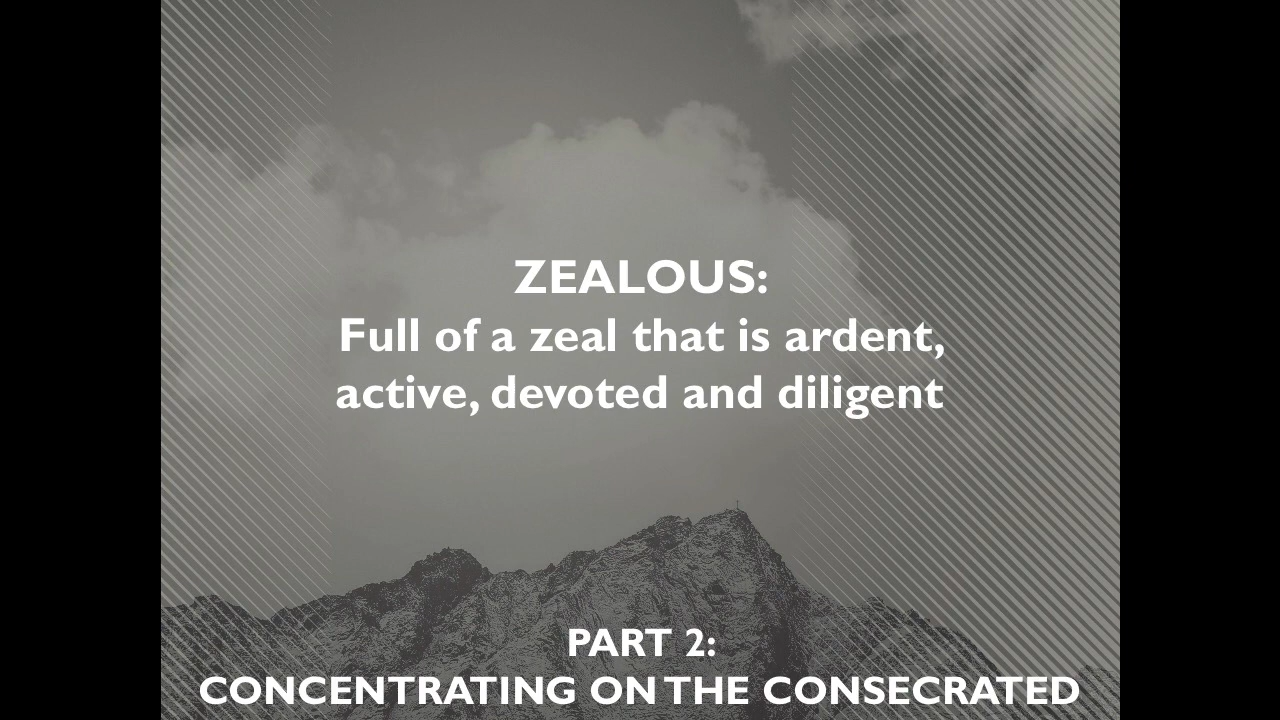 ZEALOUS:
Full of a zeal that is ardent,
active, devoted and diligent
PART 2:
CONCENTRATING ON THE CONSECRATED